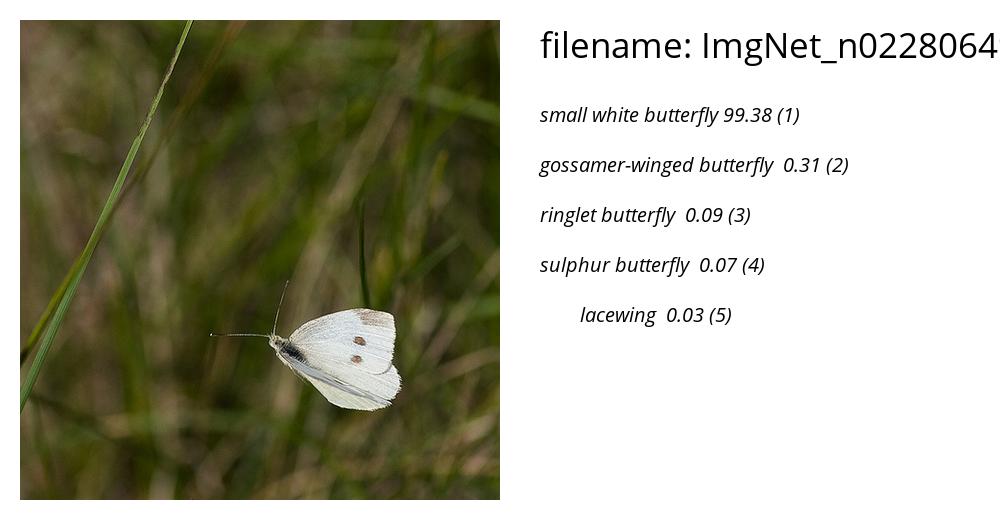 filename: ImgNet_n0228064
small white butterfly 99.38 (1)
gossamer-winged butterfly 0.31 (2)
ringlet butterfly 0.09 (3)
sulphur butterfly 0.07 (4)
lacewing 0.03 (5)